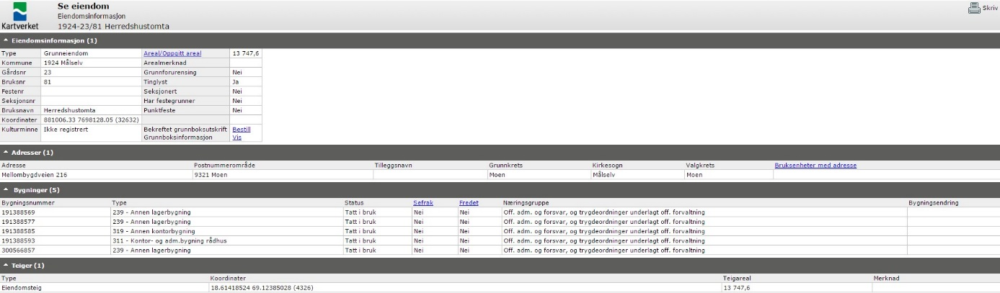 Kartverket
Se eiendom
Eiendomsinformasjon
1924-23/81 Herredshustomta
Skriv
Eiendomsinformasjon (1)
Type Grunneiendom Areal/Oppgitt areal 13 747,6
Kommune 1924 Målselv Arealmerknad
Gårdsnr 23 Grunnforurensing Nei
Bruksnr 81 Tinglyst Ja
Festenr Seksjonert Nei
Seksjonsnr Har festegrunner Nei
Bruksnavn Herredshustomta Punktfeste Nei
Koordinater 881006.33 7698128.05 (32632)
Kulturminne Ikke registrert Bekreftet grunnboksutskrift Bestill
Grunnboksinformasjon Vis
Adresser (1)
Adresse Postnummerområde Tilleggsnavn Grunnkrets Kirkesogn Valgkrets Bruksenheter med adresse
Mellombygdveien 216 9321 Moen Moen Målselv Moen
Bygninger (5)
Bygningsnummer Type Status Sefrak Fredet Næringsgruppe Bygningsendring
191388569 239 - Annen lagerbygning Tatt i bruk Nei Nei Off. adm. og forsvar, og trygdeordninger underlagt off. forvaltning
191388577 239 - Annen lagerbygning Tatt i bruk Nei Nei Off. adm. og forsvar, og trygdeordninger underlagt off. forvaltning
191388585 319 - Annen kontorbygning Tatt i bruk Nei Nei Off. adm. og forsvar, og trygdeordninger underlagt off. forvaltning
191388593 311 - Kontor- og adm.bygning rådhus Tatt i bruk Nei Nei Off. adm. og forsvar, og trygdeordninger underlagt off. forvaltning
300566857 239 - Annen lagerbygning Tatt i bruk Nei Nei Off. adm. og forsvar, og trygdeordninger underlagt off. forvaltning
Teiger (1)
Type Koordinater Teigareal Merknad
Eiendomsteig 18.61418524 69.12385028 (4326) 13 747,6